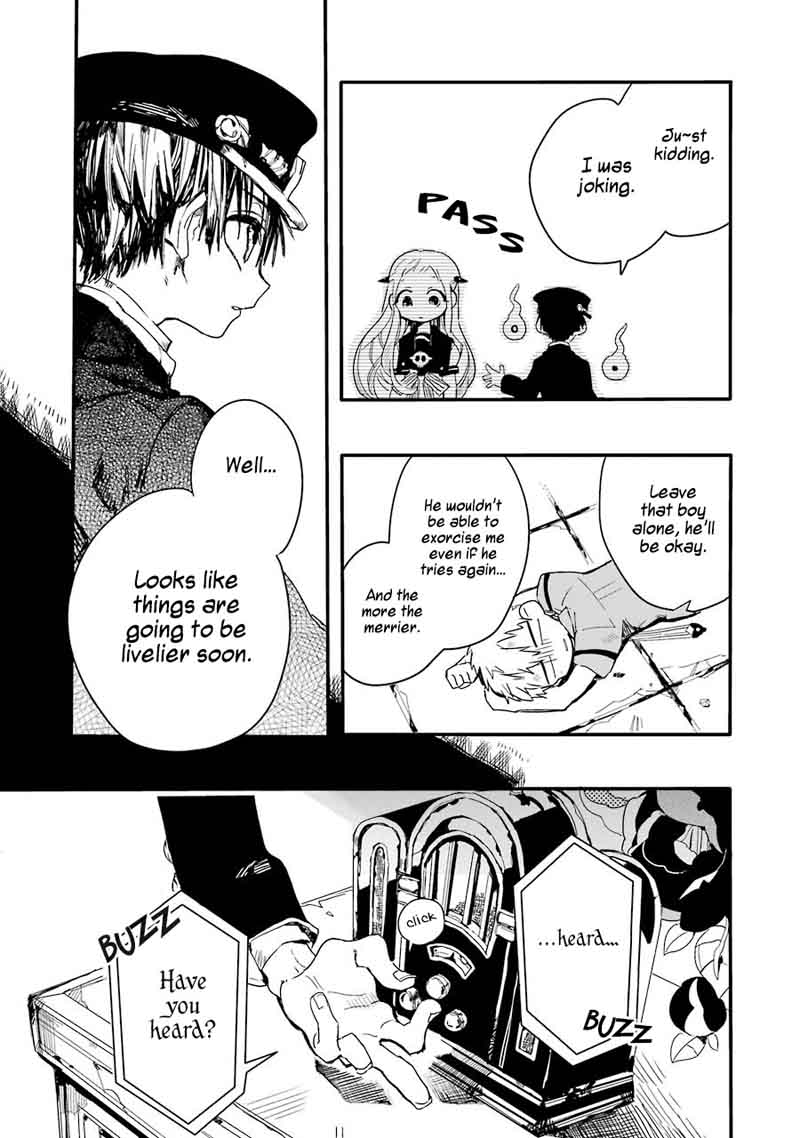 Ju~st
kidding.
I was
joking.
PASS
Leave
that boy
alone, he'll
be okay.
He wouldn't
be able to
exorcise me
even if he
tries again...
And the
more the
merrier.
Well...
Looks like
things are
going to be
livelier soon.
...heard...
BUZZ
click
BUZZ
Have
you
heard?